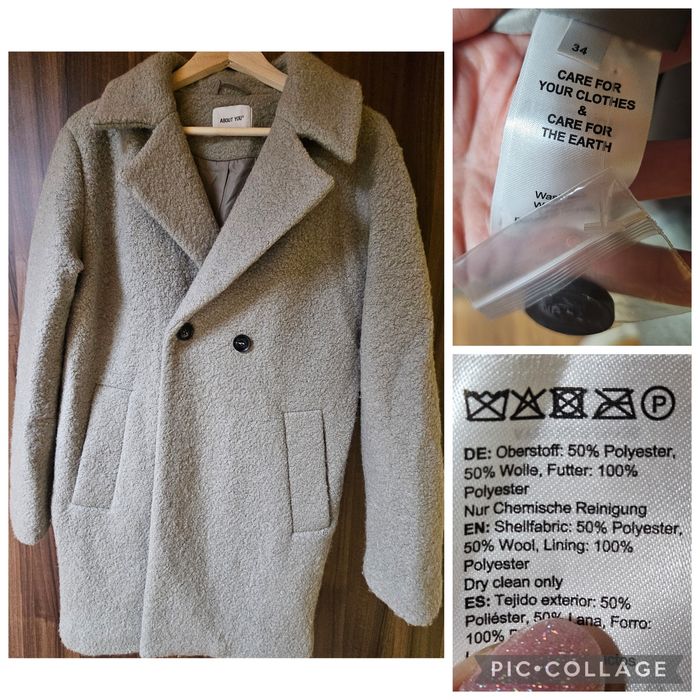 ABOUT YOU°
34
CARE FOR
YOUR CLOTHES
&
CARE FOR
THE EARTH
P
DE: Oberstoff: 50% Polyester,
50% Wolle, Futter: 100%
Polyester
Nur Chemische Reinigung
EN: Shellfabric: 50% Polyester,
50% Wool, Lining: 100%
Polyester
Dry clean only
ES: Tejido exterior: 50%
Poliéster, 50% Lana, Forro:
100%
PIC•COLLAGE